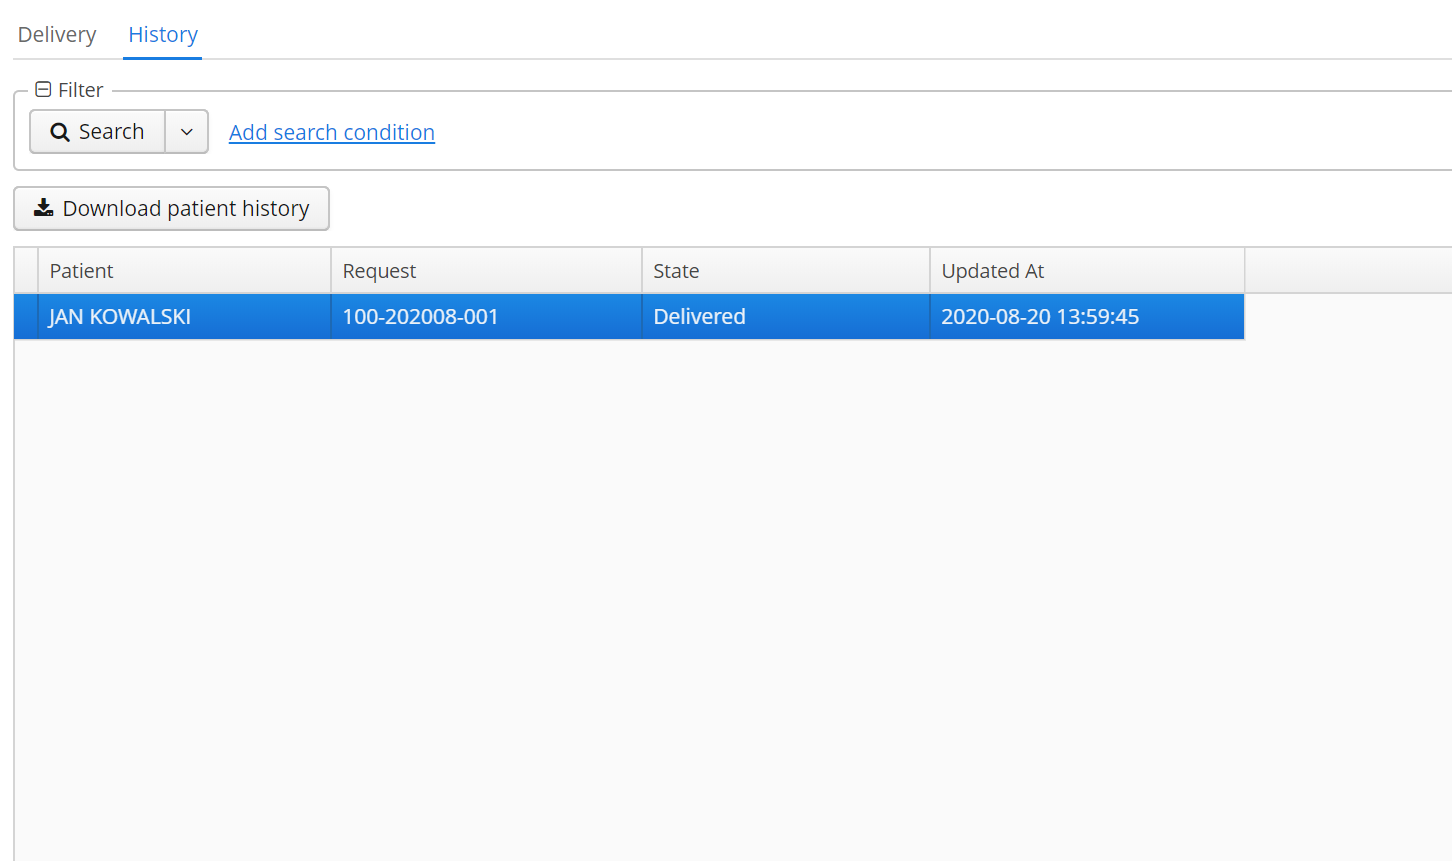 Delivery History
Filter
Search Add search condition
Download patient history
Patient Request State Updated At
JAN KOWALSKI 100-202008-001 Delivered 2020-08-20 13:59:45